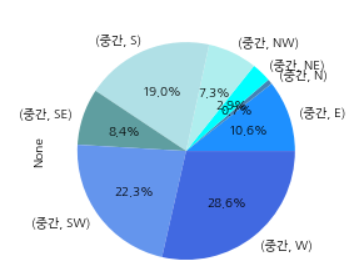 (중간, S)
(중간, NW)
(중간, NE)
(중간, N)
19.0%
7.3%
2.9%
0.7%
(중간, E)
(중간, SE)
8.4%
10.6%
None
22.3%
28.6%
(중간, SW)
(중간, W)